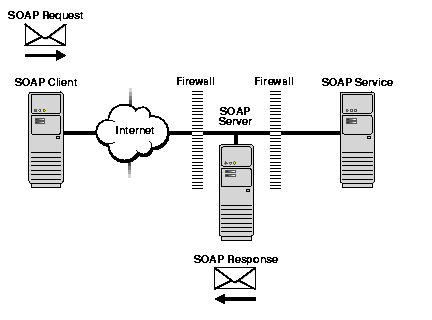 SOAP Request
SOAP Client
Firewall
Firewall
SOAP Service
SOAP
Server
Internet
SOAP Response